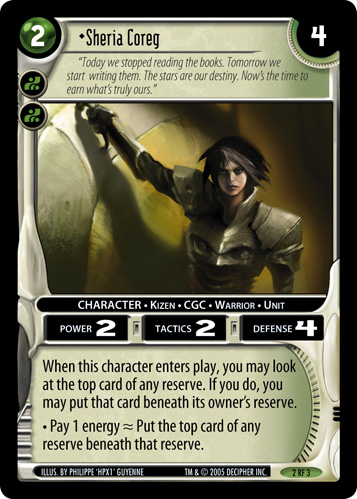 2
•Sheria Coreg
4
"Today we stopped reading the books. Tomorrow we
start writing them. The stars are our destiny. Now's the time to
earn what's truly ours."
CHARACTER • KIZEN • CGC • WARRIOR • UNIT
POWER 2 TACTICS 2 DEFENSE 4
When this character enters play, you may look
at the top card of any reserve. If you do, you
may put that card beneath its owner's reserve.
• Pay 1 energy ≈ Put the top card of any
reserve beneath that reserve.
ILLUS. BY PHILIPPE 'HPX1' GUYENNE TM & © 2005 DECIPHER INC. 2 RF 3